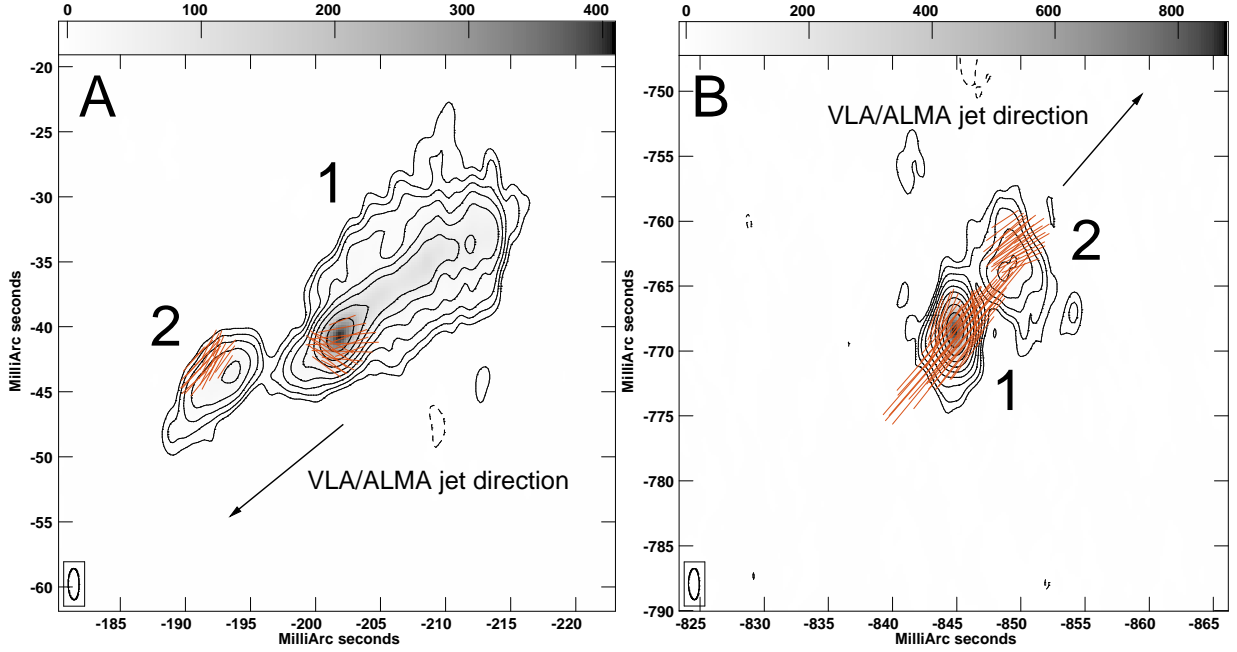 0 100 200 300 400
A
1
2
VLA/ALMA jet direction
-20
-25
-30
-35
-40
-45
-50
-55
-60
MilliArc seconds
-185 -190 -195 -200 -205 -210 -215 -220
MilliArc seconds
0 200 400 600 800
B
VLA/ALMA jet direction
2
1
-750
-755
-760
-765
-770
-775
-780
-785
-790
MilliArc seconds
-825 -830 -835 -840 -845 -850 -855 -860 -865
MilliArc seconds